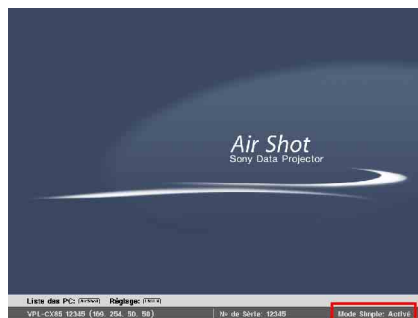 Air Shot
Sony Data Projector
Liste des PC: Réglage:
VPL-CX85 12345 (169. 254. 50. 50) Nº de Série: 12345 Mode Simple: Activé